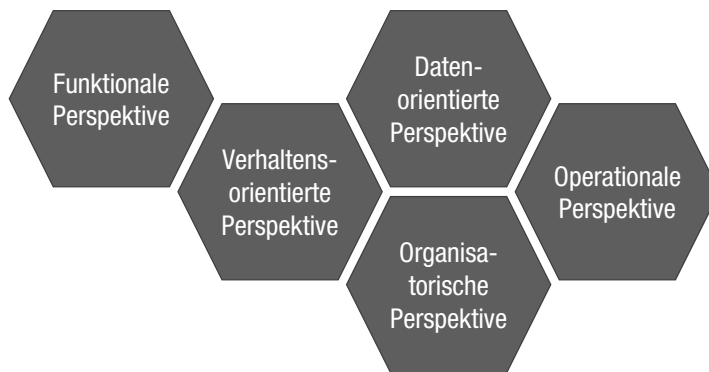 Funktionale
Perspektive
Verhaltens-
orientierte
Perspektive
Daten-
orientierte
Perspektive
Organisa-
torische
Perspektive
Operationale
Perspektive